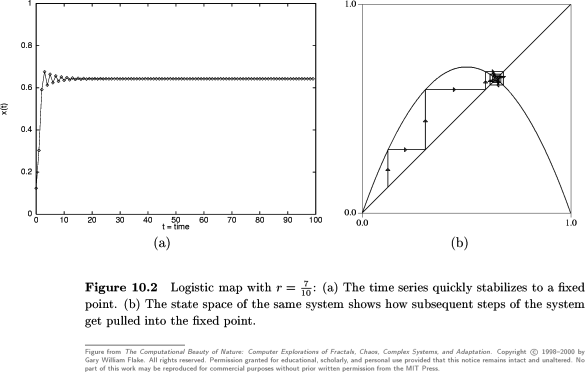 1
0.8
0.6
0.4
0.2
0
x(t)
0 10 20 30 40 50 60 70 80 90 100
t = time
(a)
1.0
0.0
0.0 1.0
(b)
Figure 10.2 Logistic map with r = 7/10: (a) The time series quickly stabilizes to a fixed
point. (b) The state space of the same system shows how subsequent steps of the system
get pulled into the fixed point.
Figure from The Computational Beauty of Nature: Computer Explorations of Fractals, Chaos, Complex Systems, and Adaptation. Copyright © 1998–2000 by
Gary William Flake. All rights reserved. Permission granted for educational, scholarly, and personal use provided that this notice remains intact and unaltered. No
part of this work may be reproduced for commercial purposes without prior written permission from the MIT Press.